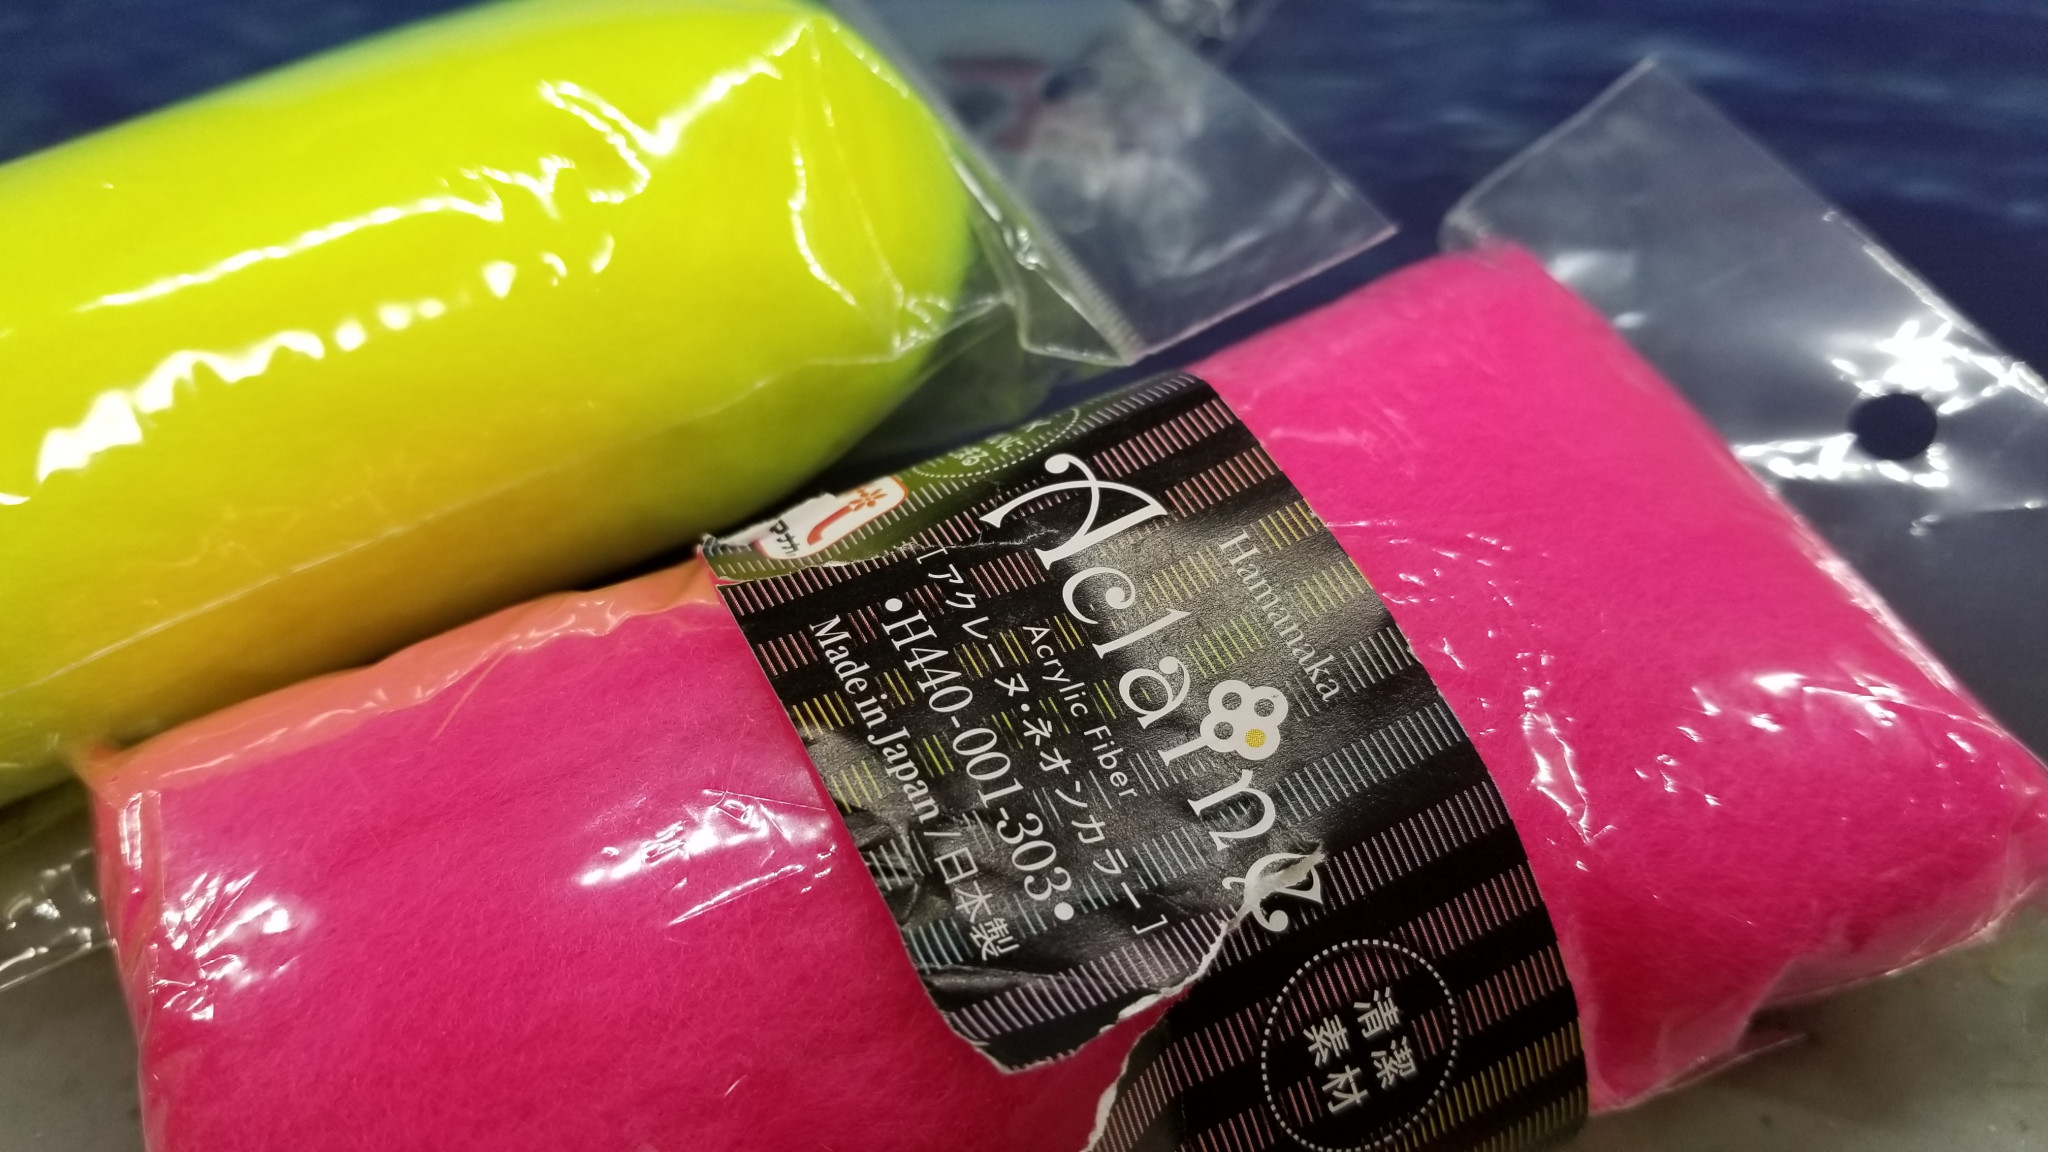 Hamanaka
Aclaine
Acrylic Fiber
[アクレーヌ・ネオンカラー]
•H440-001-303•
Made in Japan / 日本製
清潔
素材